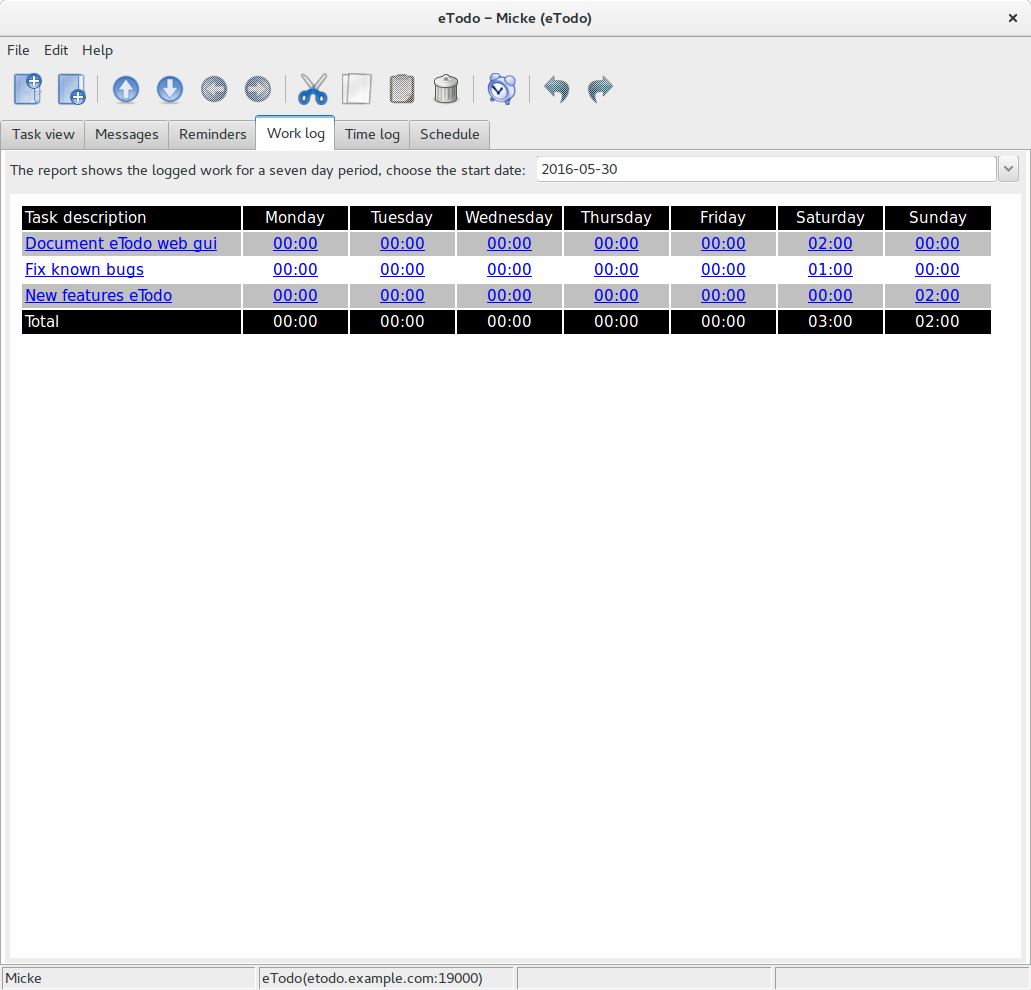 eTodo – Micke (eTodo)
File Edit Help
Task view Messages Reminders Work log Time log Schedule
The report shows the logged work for a seven day period, choose the start date: 2016-05-30
Task description Monday Tuesday Wednesday Thursday Friday Saturday Sunday
Document eTodo web gui 00:00 00:00 00:00 00:00 00:00 02:00 00:00
Fix known bugs 00:00 00:00 00:00 00:00 00:00 01:00 00:00
New features eTodo 00:00 00:00 00:00 00:00 00:00 00:00 02:00
Total 00:00 00:00 00:00 00:00 00:00 03:00 02:00
Micke eTodo(etodo.example.com:19000)